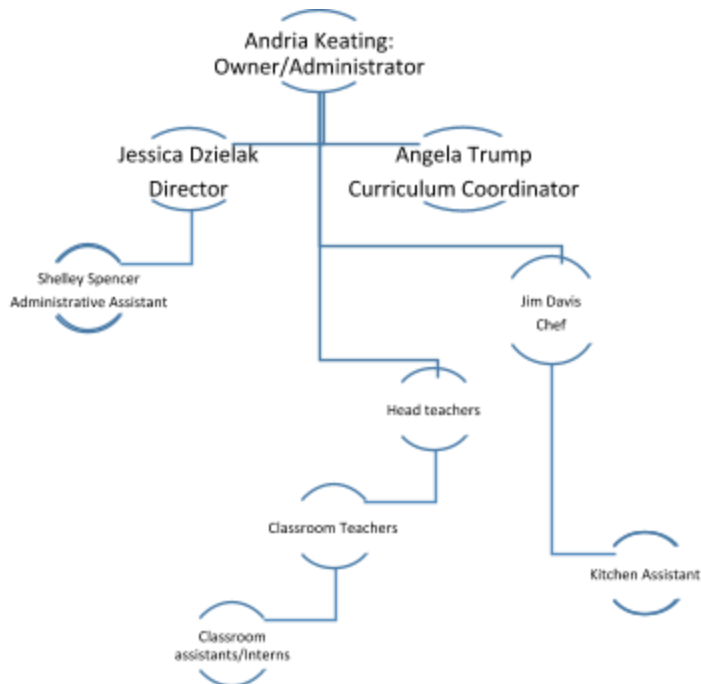 Andria Keating:
Owner/Administrator
Jessica Dzielak
Director
Angela Trump
Curriculum Coordinator
Shelley Spencer
Administrative Assistant
Jim Davis
Chef
Head teachers
Classroom Teachers
Kitchen Assistant
Classroom
assistants/Interns